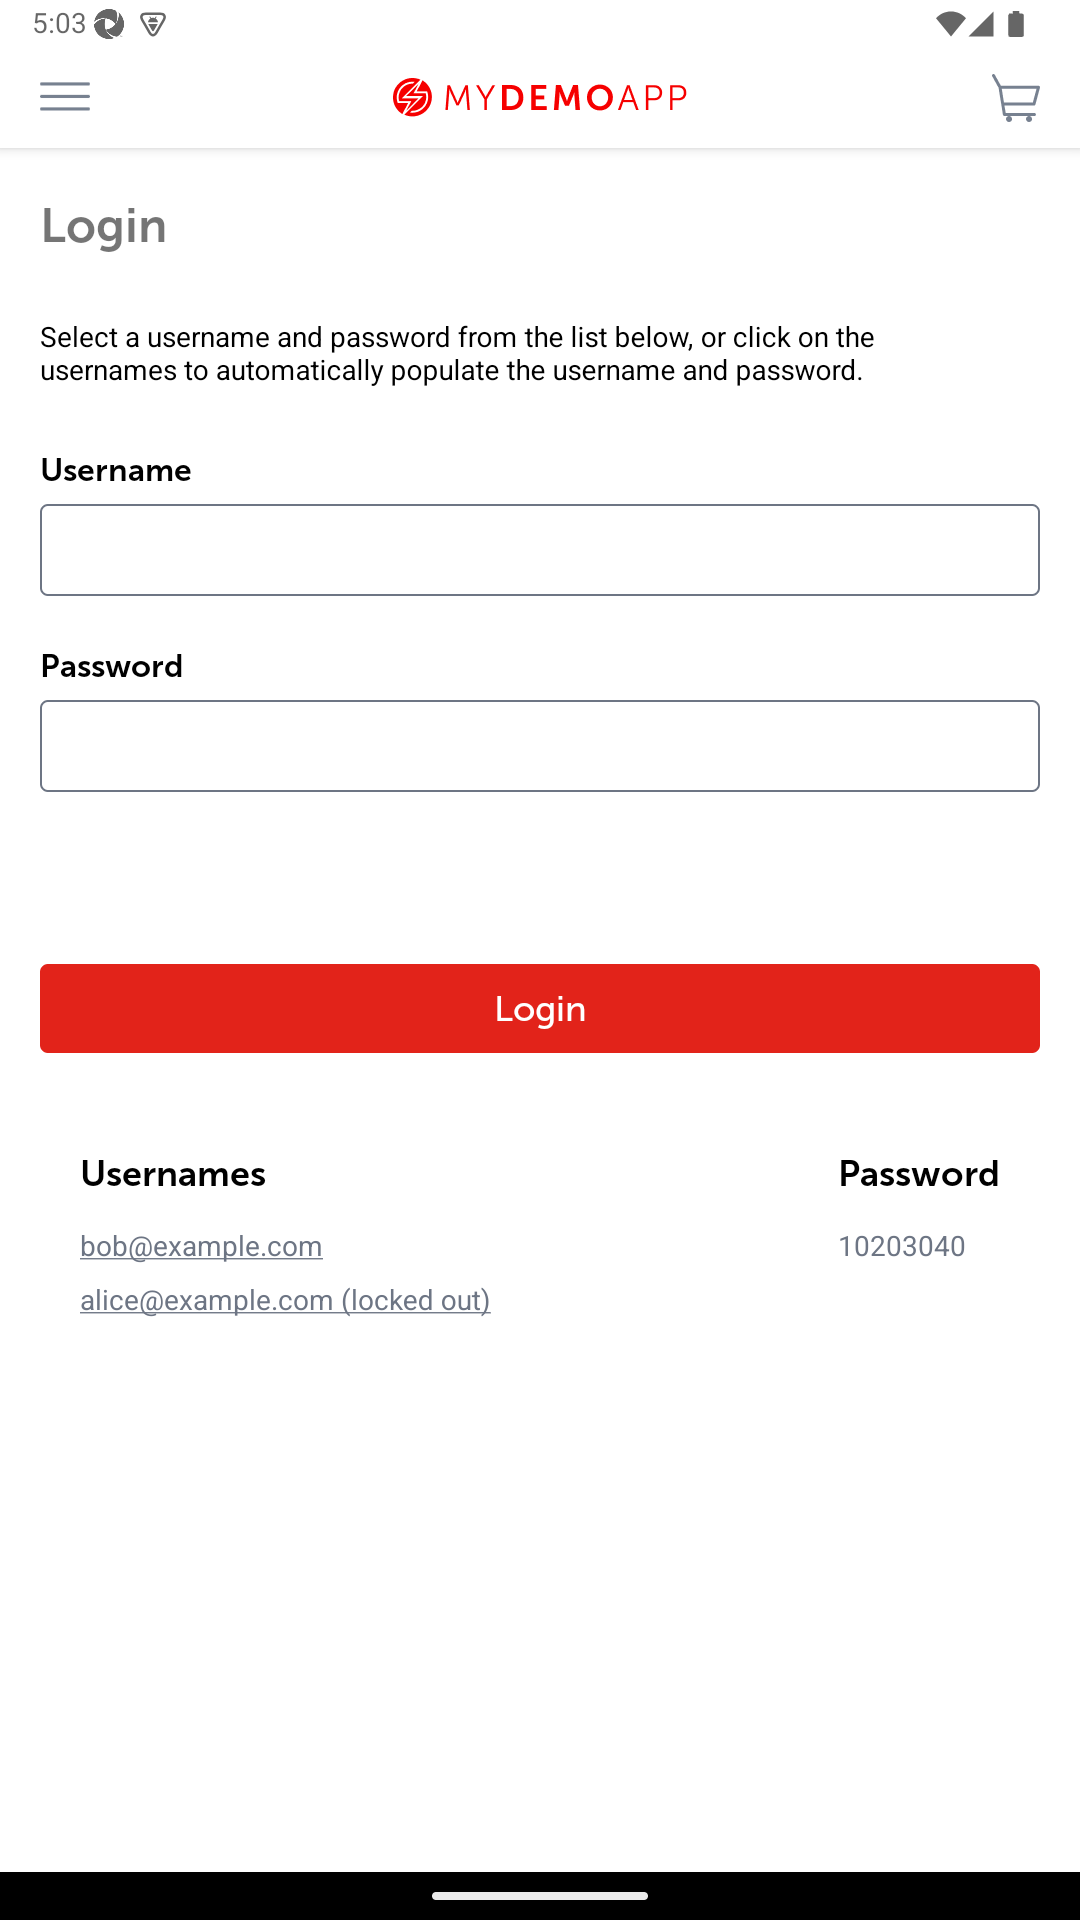 5:03
MYDEMOAPP
Login
Select a username and password from the list below, or click on the
usernames to automatically populate the username and password.
Username
Password
Login
Usernames
Password
bob@example.com
10203040
alice@example.com (locked out)